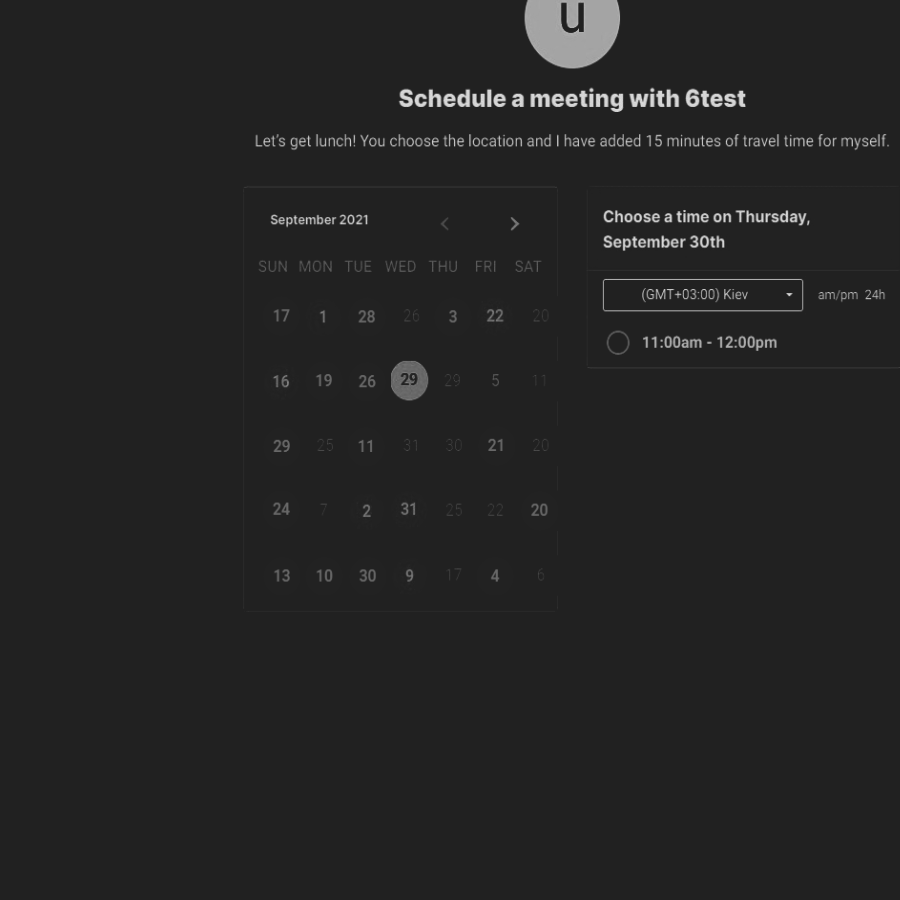 u
Schedule a meeting with 6test
Let's get lunch! You choose the location and I have added 15 minutes of travel time for myself.
September 2021
SUN MON TUE WED THU FRI SAT
17 1 28 26 3 22 20
16 19 26 29 29 5 11
29 25 11 31 30 21 20
24 7 2 31 25 22 20
13 10 30 9 17 4 6
Choose a time on Thursday,
September 30th
(GMT+03:00) Kiev am/pm 24h
11:00am - 12:00pm